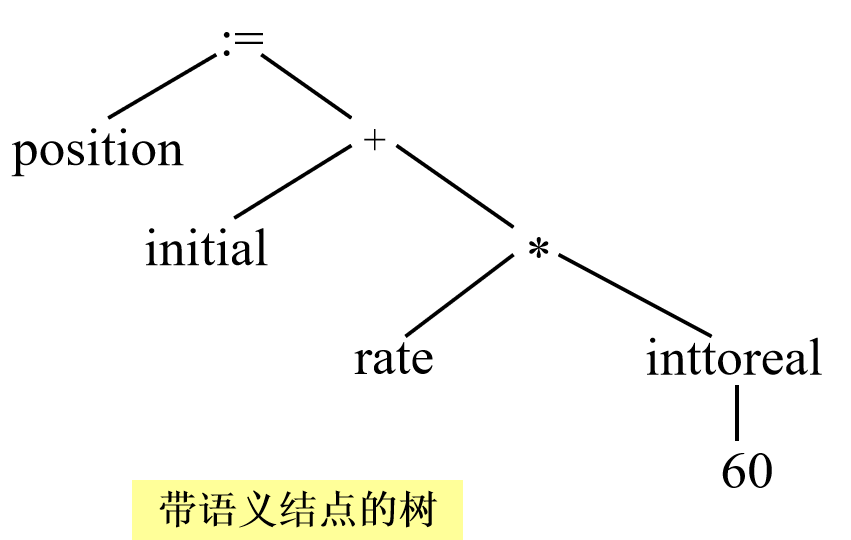 :=
position
+
initial
*
rate
inttoreal
60
带语义结点的树